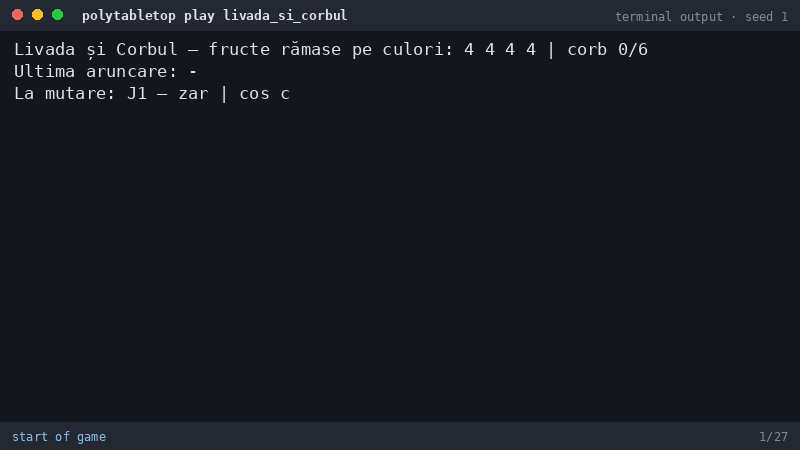 polytabletop play livada_si_corbul
terminal output · seed 1
Livada și Corbul — fructe rămase pe culori: 4 4 4 4 | corb 0/6
Ultima aruncare: -
La mutare: J1 — zar | cos c
start of game
1/27